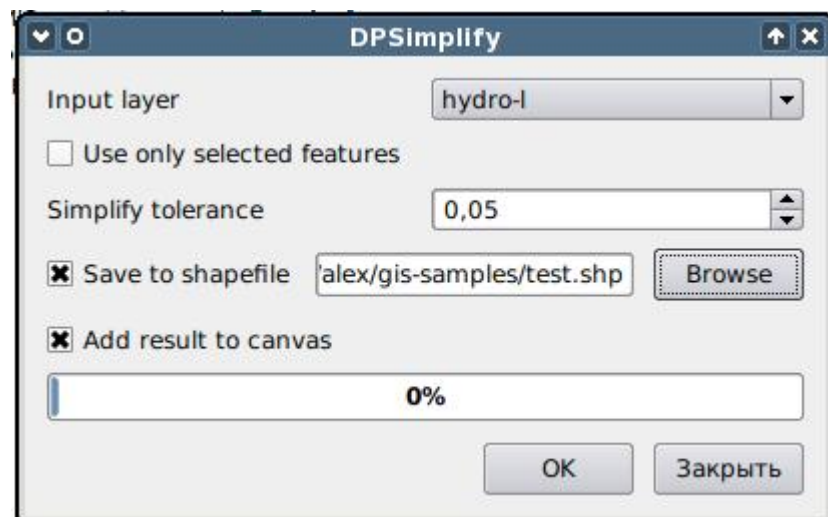 DPSimplify
Input layer hydro-l
Use only selected features
Simplify tolerance 0,05
Save to shapefile 'alex/gis-samples/test.shp Browse
Add result to canvas
0%
OK Закрыть